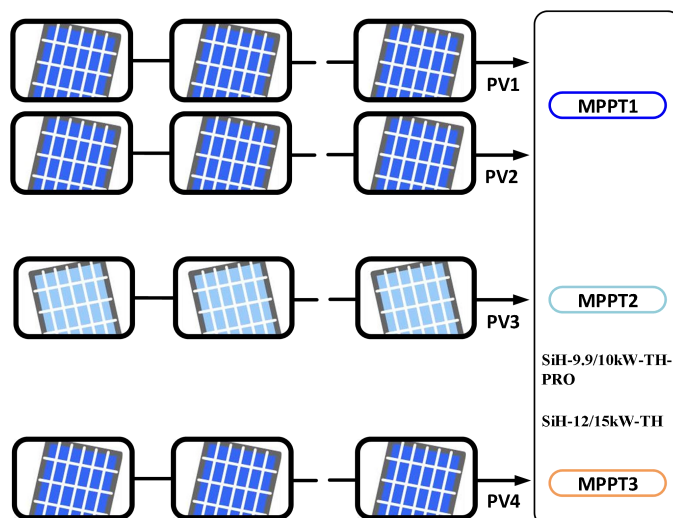 PV1
MPPT1
PV2
MPPT2
PV3
SiH-9.9/10kW-TH-
PRO
SiH-12/15kW-TH
MPPT3
PV4